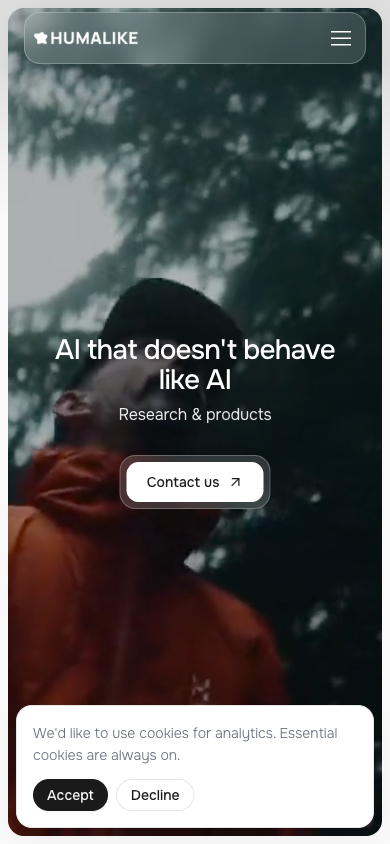 HUMALIKE
AI that doesn't behave
like AI
Research & products
Contact us
We'd like to use cookies for analytics. Essential
cookies are always on.
Accept
Decline